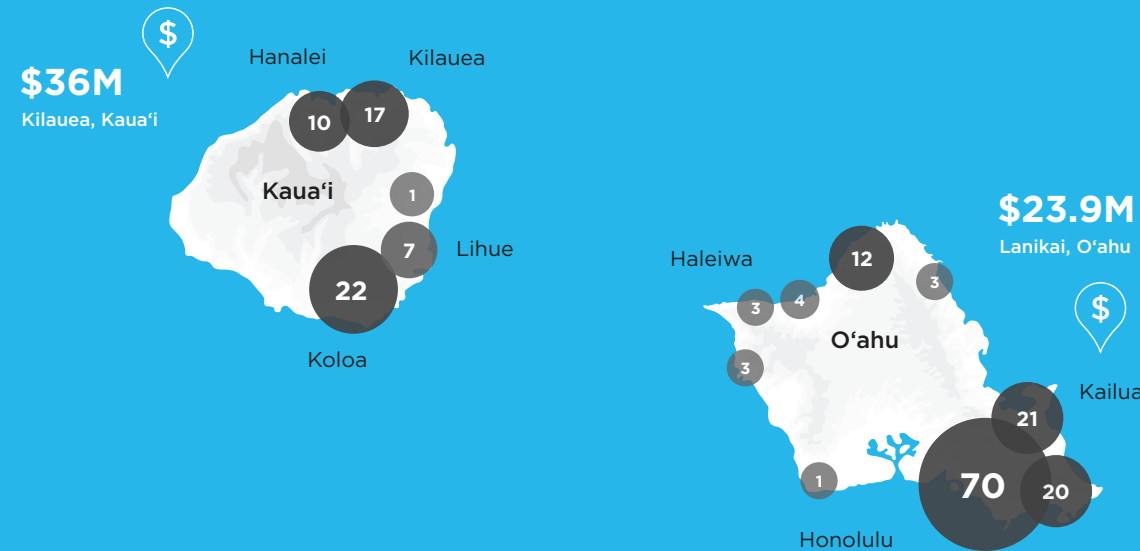 $
$36M
Kilauea, Kaua‘i
Hanalei
Kilauea
10
17
Kaua‘i
1
7
Lihue
22
Koloa
$23.9M
Lanikai, O‘ahu
$
Haleiwa
12
3
3
4
O‘ahu
3
Kailua
21
70
20
1
Honolulu